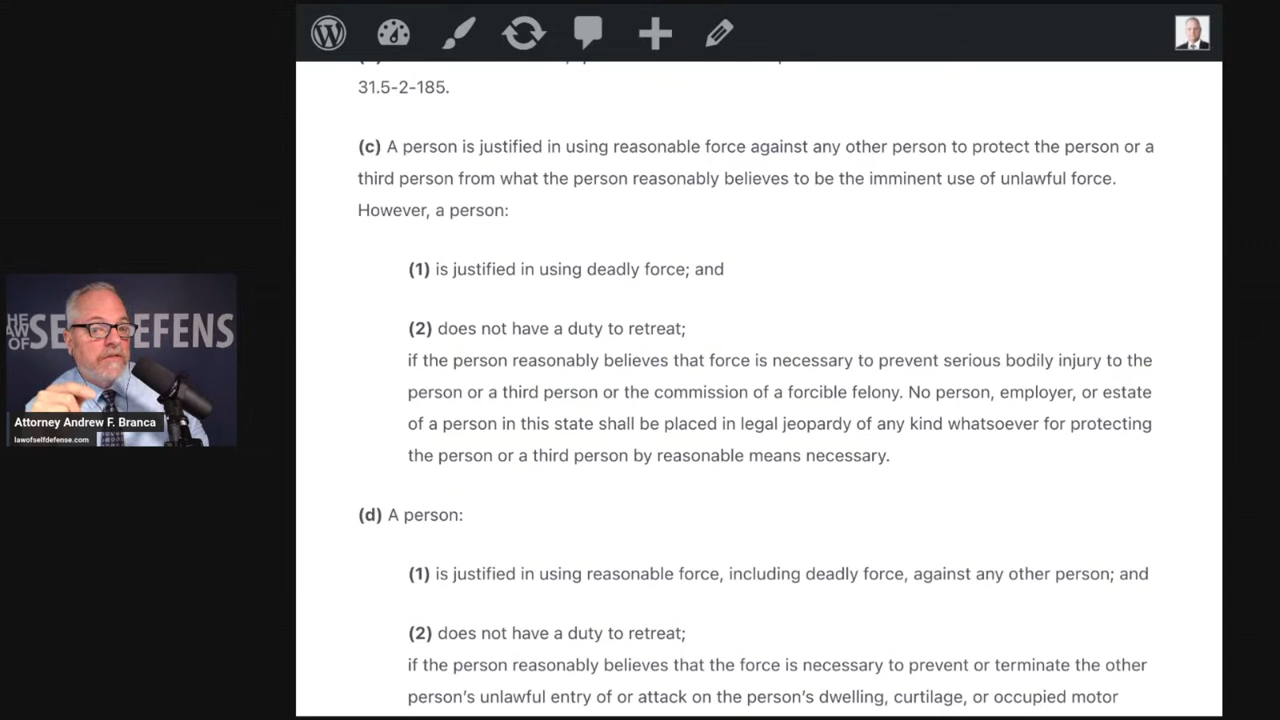 31.5-2-185.
(c) A person is justified in using reasonable force against any other person to protect the person or a
third person from what the person reasonably believes to be the imminent use of unlawful force.
However, a person:
(1) is justified in using deadly force; and
(2) does not have a duty to retreat;
if the person reasonably believes that force is necessary to prevent serious bodily injury to the
person or a third person or the commission of a forcible felony. No person, employer, or estate
of a person in this state shall be placed in legal jeopardy of any kind whatsoever for protecting
the person or a third person by reasonable means necessary.
(d) A person:
(1) is justified in using reasonable force, including deadly force, against any other person; and
(2) does not have a duty to retreat;
if the person reasonably believes that the force is necessary to prevent or terminate the other
person's unlawful entry of or attack on the person's dwelling, curtilage, or occupied motor
HE
AW
OF
SE EFENS
Attorney Andrew F. Branca
lawofselfdefense.com